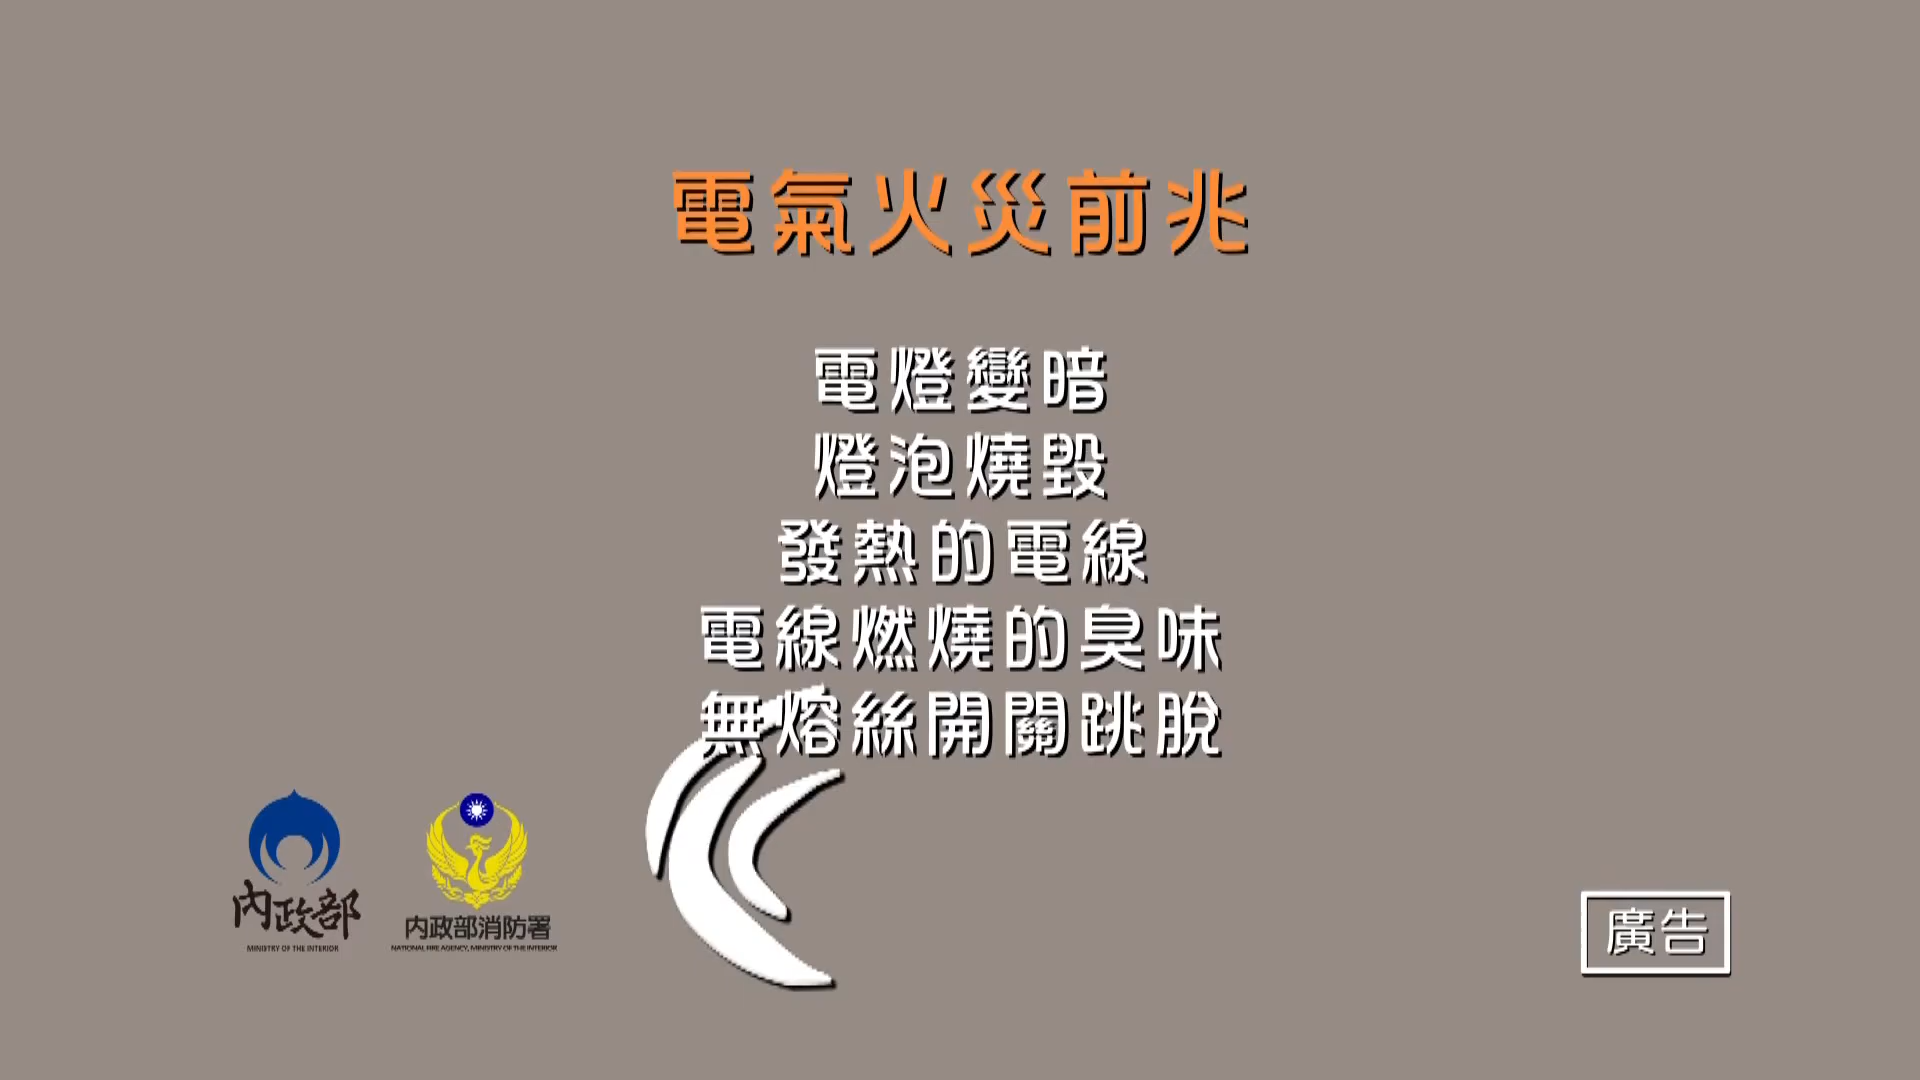 電氣火災前兆
電燈變暗
燈泡燒毀
發熱的電線
電線燃燒的臭味
無熔絲開關跳脫
內政部
MINISTRY OF THE INTERIOR
內政部消防署
NATIONAL FIRE AGENCY, MINISTRY OF THE INTERIOR
廣告